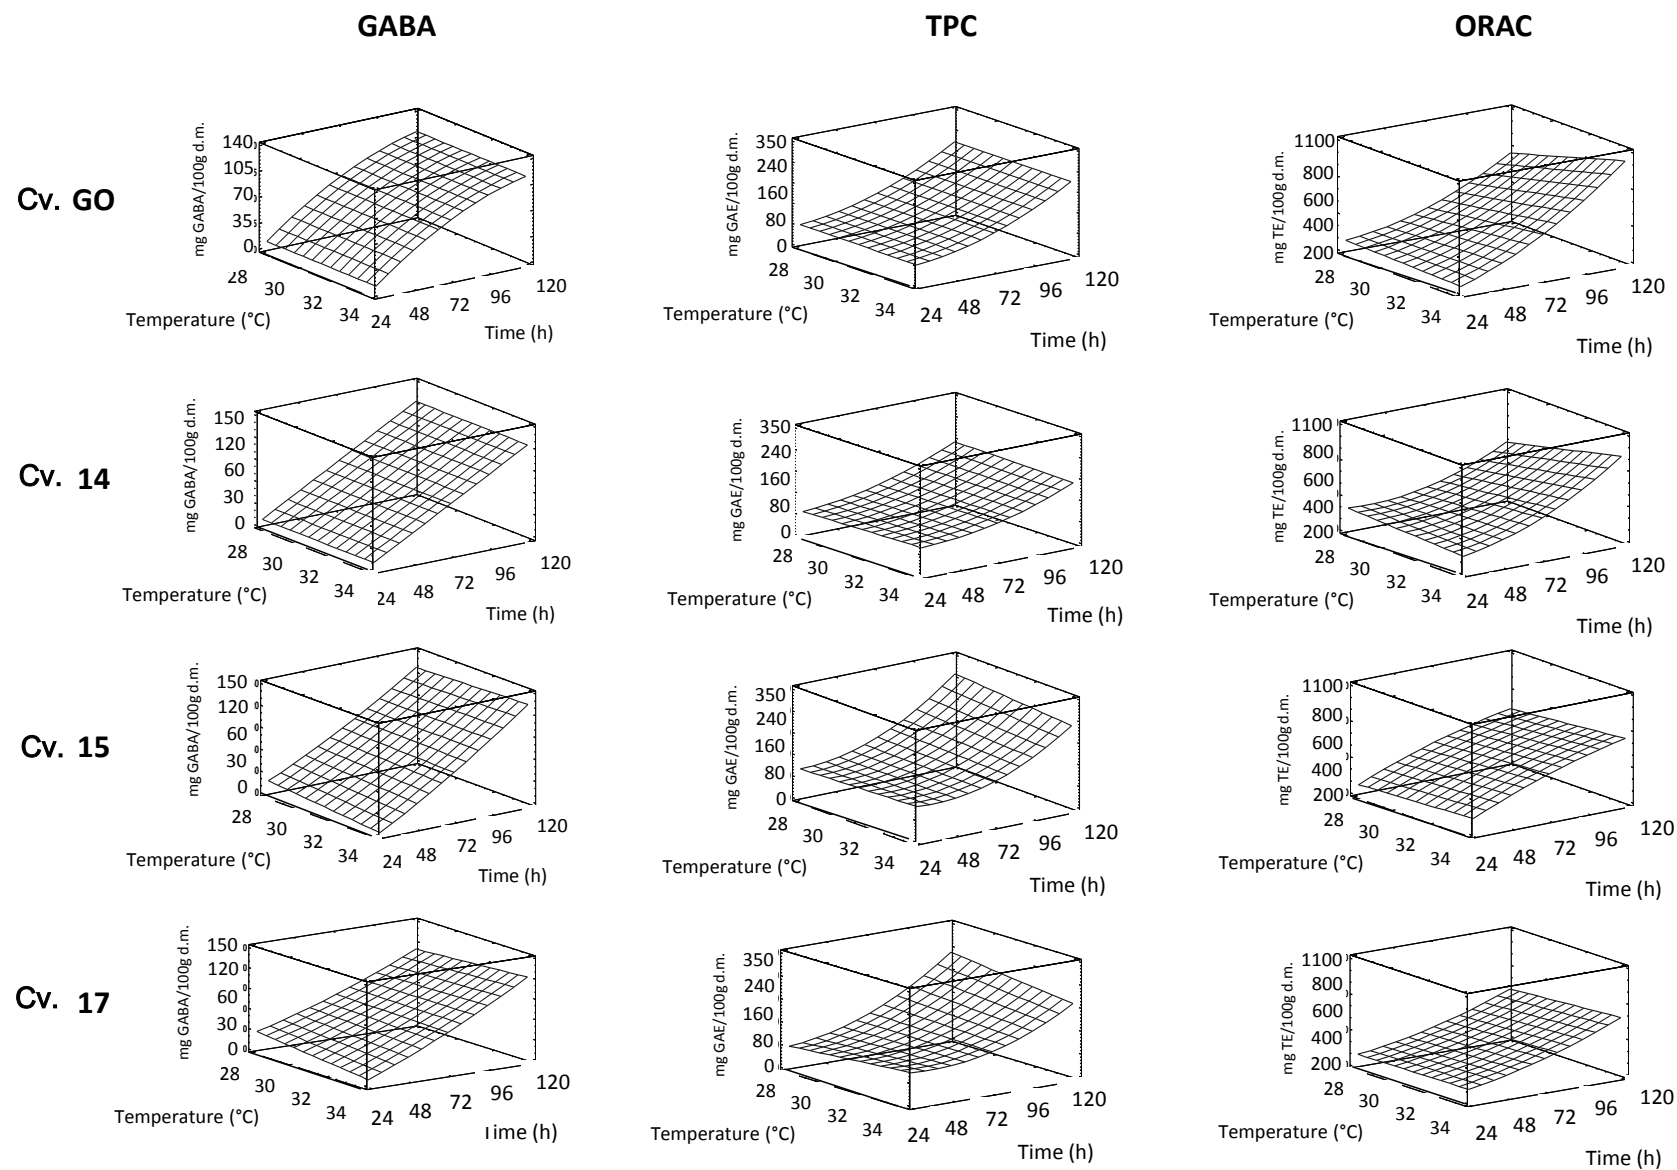 GABA TPC ORAC
Cv. GO
mg GABA/100g d.m.
140
105
70
35
0
28 30 32 34
Temperature (°C)
24 48 72 96 120
Time (h)
mg GAE/100g d.m.
350
240
160
80
0
28 30 32 34
Temperature (°C)
24 48 72 96 120
Time (h)
mg TE/100g d.m.
1100
800
600
400
200
28 30 32 34
Temperature (°C)
24 48 72 96 120
Time (h)
Cv. 14
mg GABA/100g d.m.
150
120
60
30
0
28 30 32 34
Temperature (°C)
24 48 72 96 120
Time (h)
mg GAE/100g d.m.
350
240
160
80
0
28 30 32 34
Temperature (°C)
24 48 72 96 120
Time (h)
mg TE/100g d.m.
1100
800
600
400
200
28 30 32 34
Temperature (°C)
24 48 72 96 120
Time (h)
Cv. 15
mg GABA/100g d.m.
150
120
60
30
0
28 30 32 34
Temperature (°C)
24 48 72 96 120
Time (h)
mg GAE/100g d.m.
350
240
160
80
0
28 30 32 34
Temperature (°C)
24 48 72 96 120
Time (h)
mg TE/100g d.m.
1100
800
600
400
200
28 30 32 34
Temperature (°C)
24 48 72 96 120
Time (h)
Cv. 17
mg GABA/100g d.m.
150
120
60
30
0
28 30 32 34
Temperature (°C)
24 48 72 96 120
Time (h)
mg GAE/100g d.m.
350
240
160
80
0
28 30 32 34
Temperature (°C)
24 48 72 96 120
Time (h)
mg TE/100g d.m.
1100
800
600
400
200
28 30 32 34
Temperature (°C)
24 48 72 96 120
Time (h)